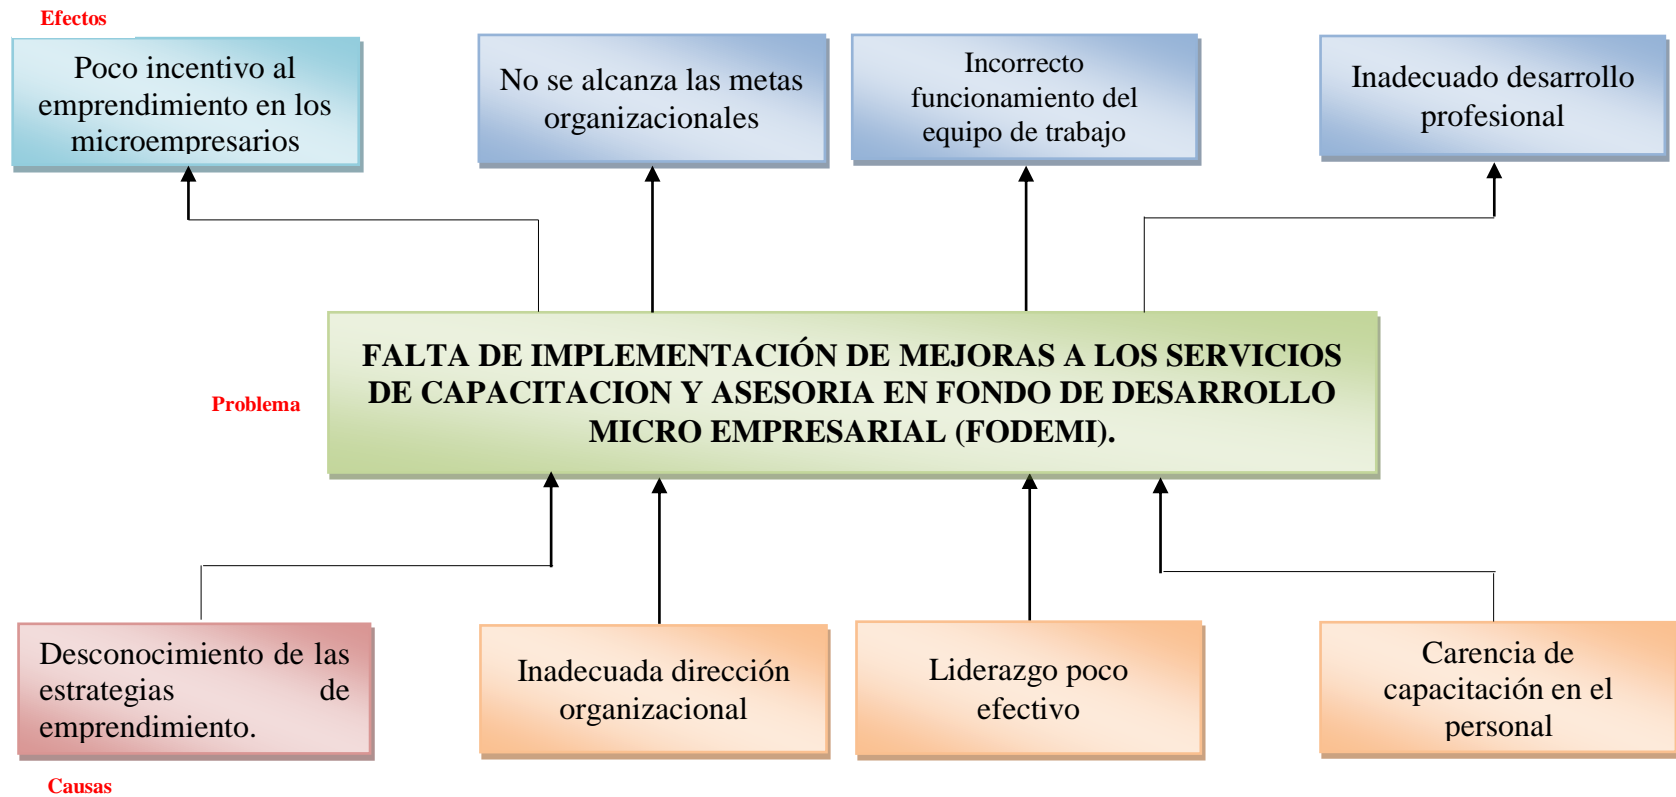 Efectos
Poco incentivo al
emprendimiento en los
microempresarios
No se alcanza las metas
organizacionales
Incorrecto
funcionamiento del
equipo de trabajo
Inadecuado desarrollo
profesional
Problema
FALTA DE IMPLEMENTACIÓN DE MEJORAS A LOS SERVICIOS
DE CAPACITACION Y ASESORIA EN FONDO DE DESARROLLO
MICRO EMPRESARIAL (FODEMI).
Desconocimiento de las
estrategias de
emprendimiento.
Inadecuada dirección
organizacional
Liderazgo poco
efectivo
Carencia de
capacitación en el
personal
Causas